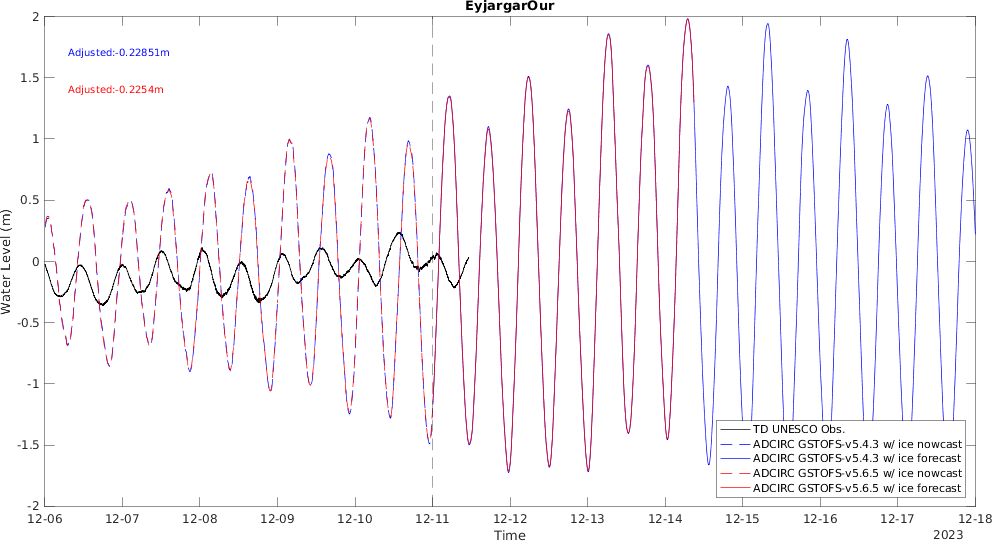 EyjargarOur
Adjusted:-0.22851m
Adjusted:-0.2254m
Water Level (m)
2
1.5
1
0.5
0
-0.5
-1
-1.5
-2
TD UNESCO Obs.
ADCIRC GSTOFS-v5.4.3 w/ ice nowcast
ADCIRC GSTOFS-v5.4.3 w/ ice forecast
ADCIRC GSTOFS-v5.6.5 w/ ice nowcast
ADCIRC GSTOFS-v5.6.5 w/ ice forecast
12-06 12-07 12-08 12-09 12-10 12-11 12-12 12-13 12-14 12-15 12-16 12-17 12-18
Time
2023